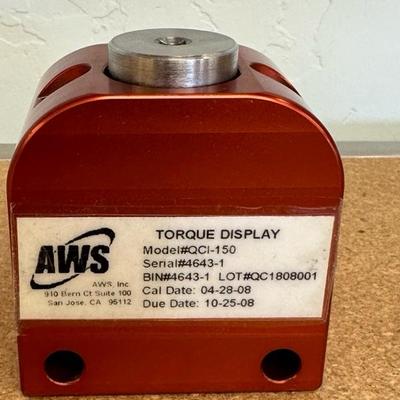 AWS
AWS, Inc.
910 Bern Ct Suite 100
San Jose, CA 95112
TORQUE DISPLAY
Model#QCI-150
Serial#4643-1
BIN#4643-1 LOT#QC1808001
Cal Date: 04-28-08
Due Date: 10-25-08